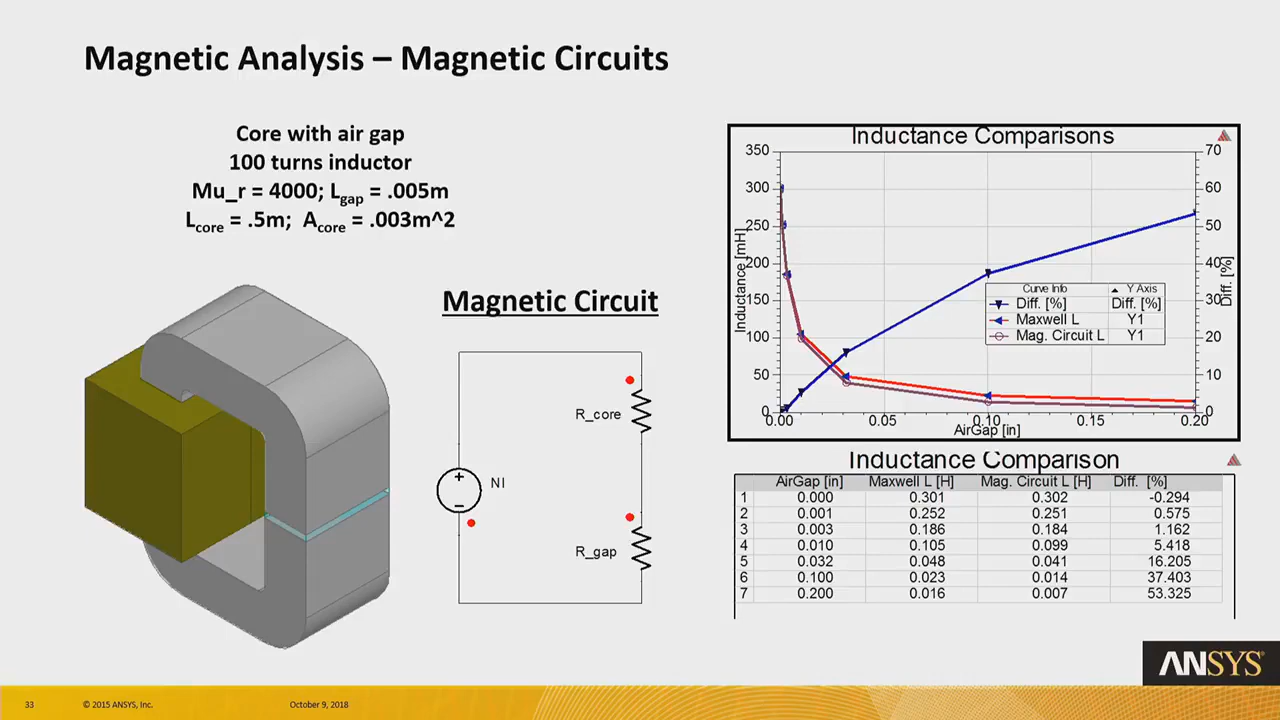 Magnetic Analysis – Magnetic Circuits
Core with air gap
100 turns inductor
Mu_r = 4000; Lgap = .005m
Lcore = .5m; Acore = .003m^2
Magnetic Circuit
NI
R_core
R_gap
Inductance Comparisons
350
300
250
200
150
100
50
0
Inductance [mH]
70
60
50
40
30
20
10
0
Diff. [%]
0.00 0.05 0.10 0.15 0.20
AirGap [in]
Curve Info Y Axis
Diff. [%] Diff. [%]
Maxwell L Y1
Mag. Circuit L Y1
Inductance Comparison
AirGap [in] Maxwell L [H] Mag. Circuit L [H] Diff. [%]
1 0.000 0.301 0.302 -0.294
2 0.001 0.252 0.251 0.575
3 0.003 0.186 0.184 1.162
4 0.010 0.105 0.099 5.418
5 0.032 0.048 0.041 16.205
6 0.100 0.023 0.014 37.403
7 0.200 0.016 0.007 53.325
ANSYS®
33 © 2015 ANSYS, Inc. October 9, 2018